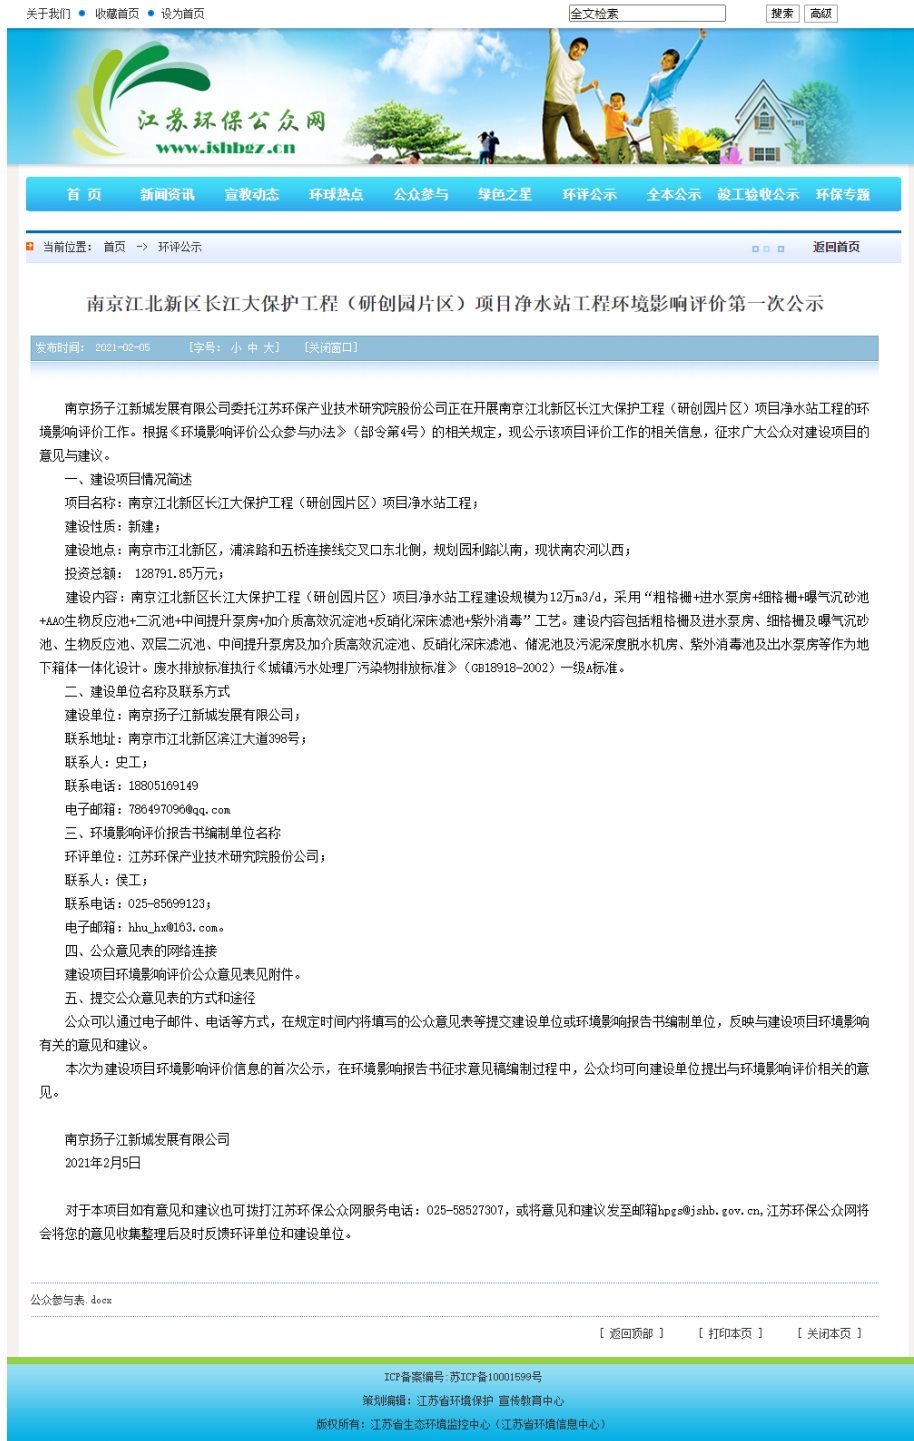 关于我们 ● 收藏首页 ● 设为首页 全文检索 搜索 高级
江苏环保公众网
www.jshbgz.cn
首 页 新闻资讯 宣教动态 环球热点 公众参与 绿色之星 环评公示 全本公示 竣工验收公示 环保专题
当前位置: 首页 -> 环评公示 返回首页
南京江北新区长江大保护工程（研创园片区）项目净水站工程环境影响评价第一次公示
发布时间: 2021-02-05 [字号: 小 中 大] [关闭窗口]
南京扬子江新城发展有限公司委托江苏环保产业技术研究院股份公司正在开展南京江北新区长江大保护工程（研创园片区）项目净水站工程的环
境影响评价工作。根据《环境影响评价公众参与办法》（部令第4号）的相关规定，现公示该项目评价工作的相关信息，征求广大公众对建设项目的
意见与建议。
一、建设项目情况简述
项目名称：南京江北新区长江大保护工程（研创园片区）项目净水站工程；
建设性质：新建；
建设地点：南京市江北新区，浦滨路和五桥连接线交叉口东北侧，规划园利路以南，现状南农河以西；
投资总额： 128791.85万元；
建设内容：南京江北新区长江大保护工程（研创园片区）项目净水站工程建设规模为12万m3/d，采用“粗格栅+进水泵房+细格栅+曝气沉砂池
+AAO生物反应池+二沉池+中间提升泵房+加介质高效沉淀池+反硝化深床滤池+紫外消毒”工艺。建设内容包括粗格栅及进水泵房、细格栅及曝气沉砂
池、生物反应池、双层二沉池、中间提升泵房及加介质高效沉淀池、反硝化深床滤池、储泥池及污泥深度脱水机房、紫外消毒池及出水泵房等作为地
下箱体一体化设计。废水排放标准执行《城镇污水处理厂污染物排放标准》（GB18918-2002）一级A标准。
二、建设单位名称及联系方式
建设单位：南京扬子江新城发展有限公司；
联系地址：南京市江北新区滨江大道398号；
联系人：史工；
联系电话：18805169149
电子邮箱：786497096@qq.com
三、环境影响评价报告书编制单位名称
环评单位：江苏环保产业技术研究院股份公司；
联系人：侯工；
联系电话：025-85699123；
电子邮箱：hhu_hx@163.com。
四、公众意见表的网络连接
建设项目环境影响评价公众意见表见附件。
五、提交公众意见表的方式和途径
公众可以通过电子邮件、电话等方式，在规定时间内将填写的公众意见表等提交建设单位或环境影响报告书编制单位，反映与建设项目环境影响
有关的意见和建议。
本次为建设项目环境影响评价信息的首次公示，在环境影响报告书征求意见稿编制过程中，公众均可向建设单位提出与环境影响评价相关的意
见。
南京扬子江新城发展有限公司
2021年2月5日
对于本项目如有意见和建议也可拨打江苏环保公众网服务电话：025-58527307，或将意见和建议发至邮箱hpgs@jshb.gov.cn,江苏环保公众网将
会将您的意见收集整理后及时反馈环评单位和建设单位。
公众参与表.docx
[ 返回顶部 ] [ 打印本页 ] [ 关闭本页 ]
ICP备案编号:苏ICP备10001599号
策划编辑: 江苏省环境保护 宣传教育中心
版权所有: 江苏省生态环境监控中心（江苏省环境信息中心）